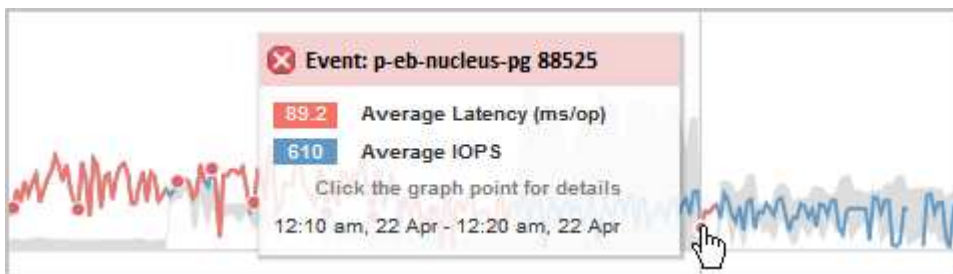 Event: p-eb-nucleus-pg 88525
89.2 Average Latency (ms/op)
610 Average IOPS
Click the graph point for details
12:10 am, 22 Apr - 12:20 am, 22 Apr